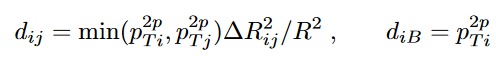 d_{ij} = min(p_{Ti}^{2p}, p_{Tj}^{2p})ΔR_{ij}^{2}/R^{2} , d_{iB} = p_{Ti}^{2p}